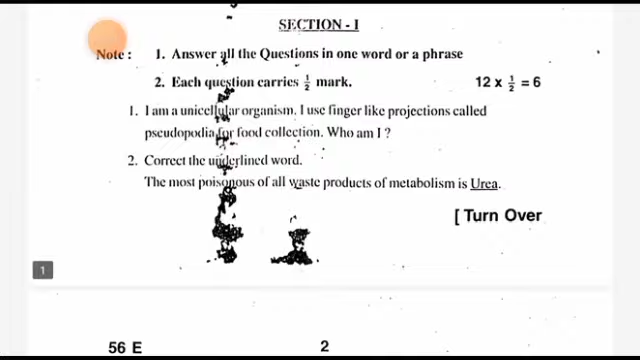 SECTION - I
Note : 1. Answer all the Questions in one word or a phrase
2. Each question carries ½ mark. 12 x ½ = 6
1. I am a unicellular organism. I use finger like projections called
pseudopodia for food collection. Who am I ?
2. Correct the underlined word.
The most poisonous of all waste products of metabolism is Urea.
[ Turn Over
1
56 E 2